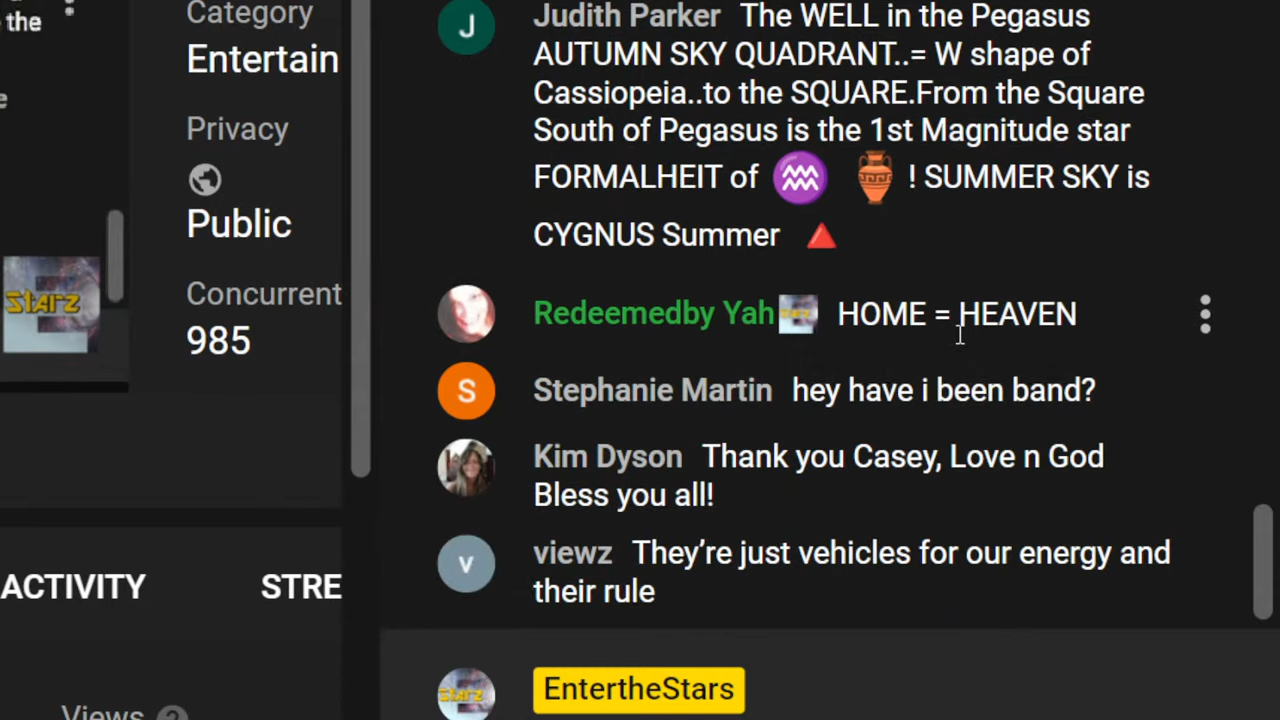 the
Category
Entertain
Privacy
Public
Concurrent
985
STARZ
ACTIVITY STRE
Views ?
J Judith Parker The WELL in the Pegasus
AUTUMN SKY QUADRANT..= W shape of
Cassiopeia..to the SQUARE.From the Square
South of Pegasus is the 1st Magnitude star
FORMALHEIT of ♒ 🏺 ! SUMMER SKY is
CYGNUS Summer 🔺
Redeemedby Yah HOME = HEAVEN
S Stephanie Martin hey have i been band?
Kim Dyson Thank you Casey, Love n God
Bless you all!
v viewz They’re just vehicles for our energy and
their rule
STARZ EntertheStars